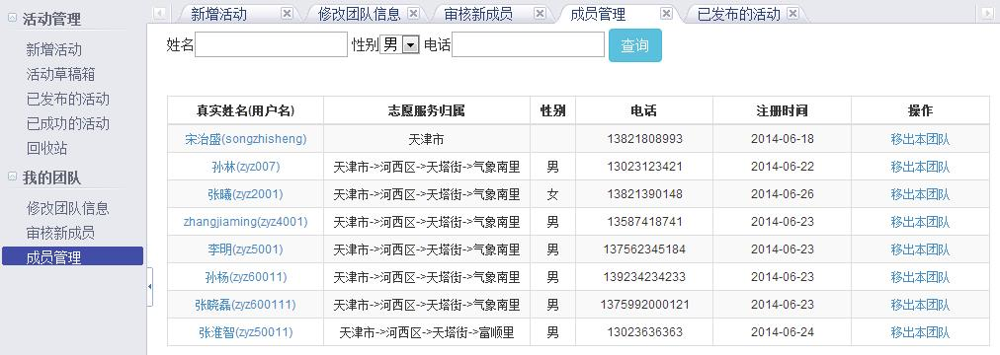 活动管理
新增活动
活动草稿箱
已发布的活动
已成功的活动
回收站
我的团队
修改团队信息
审核新成员
成员管理
新增活动 修改团队信息 审核新成员 成员管理 已发布的活动
姓名 性别 男 电话 查询
真实姓名(用户名) 志愿服务归属 性别 电话 注册时间 操作
宋治盛(songzhisheng) 天津市 13821808993 2014-06-18 移出本团队
孙林(zyz007) 天津市->河西区->天塔街->气象南里 男 13023123421 2014-06-22 移出本团队
张曦(zyz2001) 天津市->河西区->天塔街->气象南里 女 13821390148 2014-06-26 移出本团队
zhangjiaming(zyz4001) 天津市->河西区->天塔街->气象南里 男 13587418741 2014-06-23 移出本团队
李明(zyz5001) 天津市->河西区->天塔街->气象南里 男 137562345184 2014-06-23 移出本团队
孙杨(zyz60011) 天津市->河西区->天塔街->气象南里 男 139234234233 2014-06-23 移出本团队
张晓磊(zyz600111) 天津市->河西区->天塔街->气象南里 男 1375992000121 2014-06-23 移出本团队
张淮智(zyz50011) 天津市->河西区->天塔街->富顺里 男 13023636363 2014-06-24 移出本团队